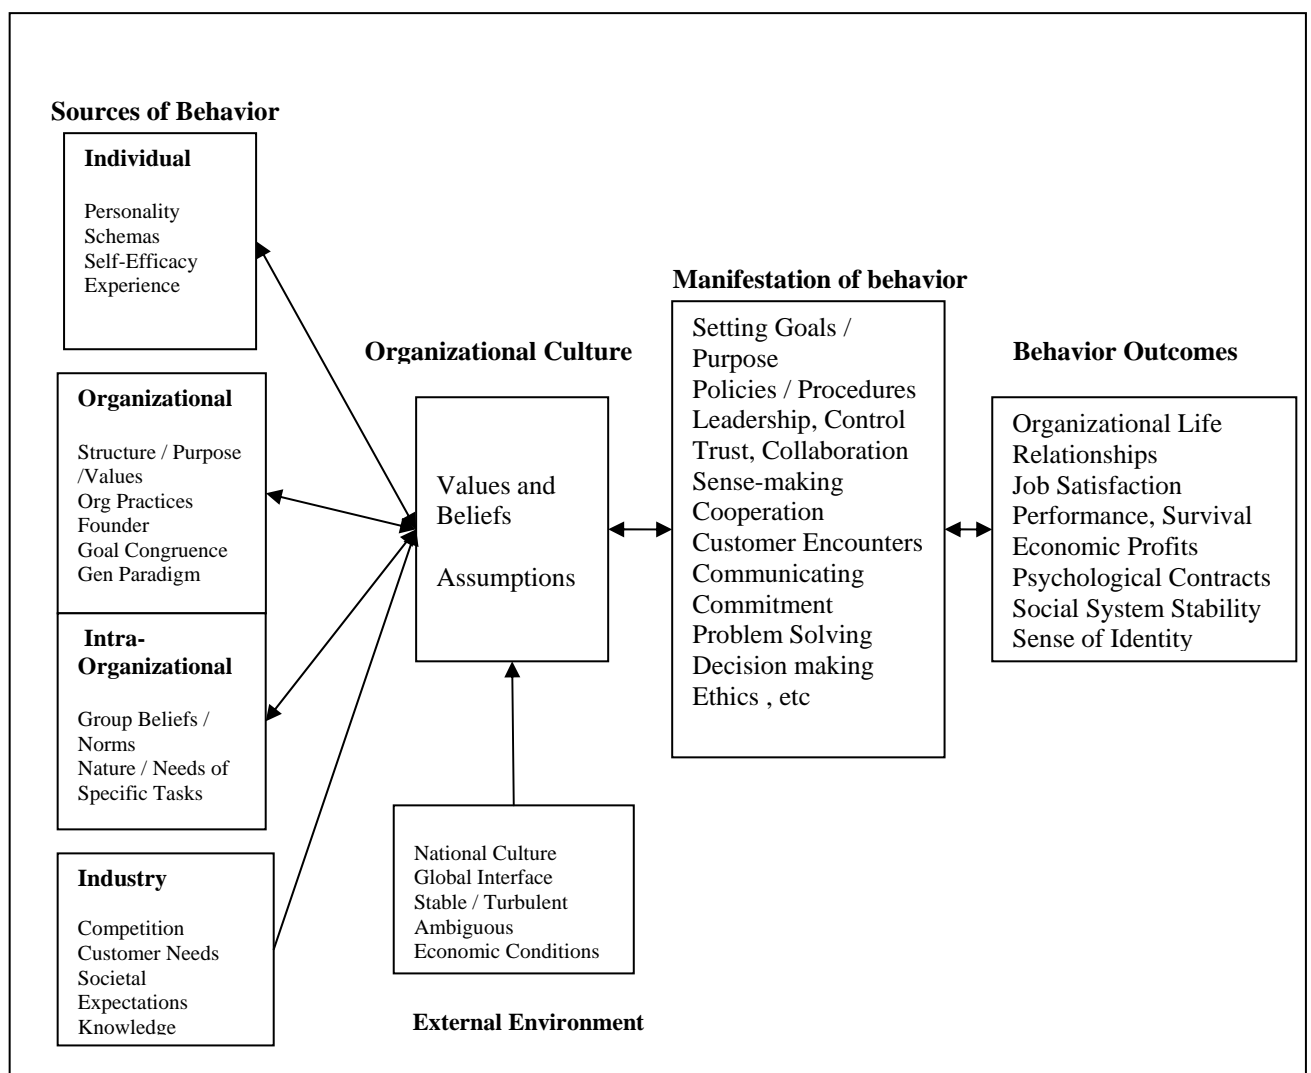 Sources of Behavior
Individual
Personality
Schemas
Self-Efficacy
Experience
Organizational
Structure / Purpose
/Values
Org Practices
Founder
Goal Congruence
Gen Paradigm
Intra-
Organizational
Group Beliefs /
Norms
Nature / Needs of
Specific Tasks
Industry
Competition
Customer Needs
Societal
Expectations
Knowledge
Organizational Culture
Values and
Beliefs
Assumptions
National Culture
Global Interface
Stable / Turbulent
Ambiguous
Economic Conditions
External Environment
Manifestation of behavior
Setting Goals /
Purpose
Policies / Procedures
Leadership, Control
Trust, Collaboration
Sense-making
Cooperation
Customer Encounters
Communicating
Commitment
Problem Solving
Decision making
Ethics , etc
Behavior Outcomes
Organizational Life
Relationships
Job Satisfaction
Performance, Survival
Economic Profits
Psychological Contracts
Social System Stability
Sense of Identity